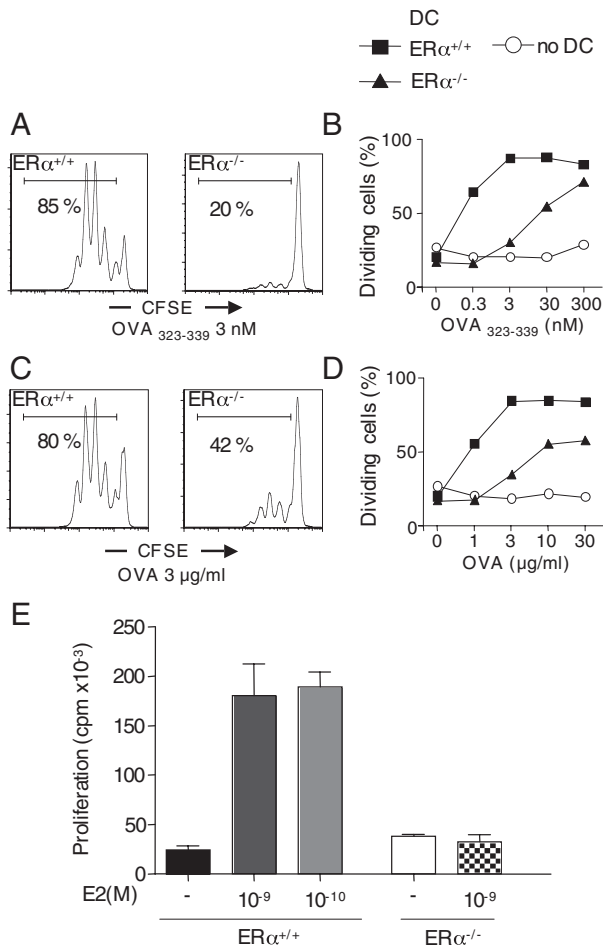 DC
ERα+/+ no DC
ERα-/-
A
ERα+/+
85 %
ERα-/-
20 %
CFSE
OVA 323-339 3 nM
B
Dividing cells (%)
100
50
0
0 0.3 3 30 300
OVA 323-339 (nM)
C
ERα+/+
80 %
ERα-/-
42 %
CFSE
OVA 3 µg/ml
D
Dividing cells (%)
100
50
0
0 1 3 10 30
OVA (µg/ml)
E
Proliferation (cpm x10-3)
250
200
150
100
50
0
E2(M) - 10-9 10-10 - 10-9
ERα+/+ ERα-/-